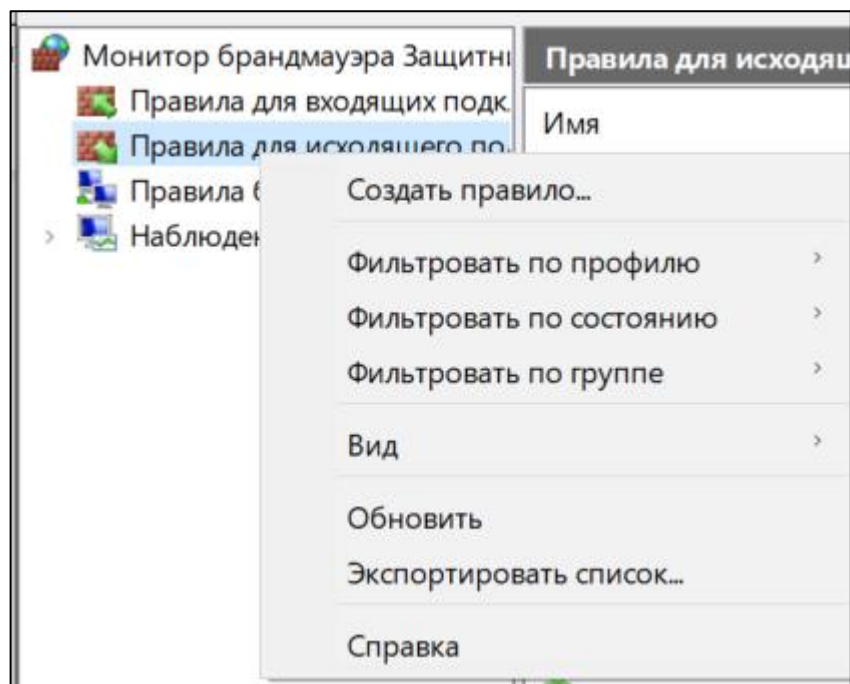 Монитор брандмауэра Защитн
Правила для исходящ
Правила для входящих подк
Имя
Правила для исходящего по
Правила
Наблюде
Создать правило...
Фильтровать по профилю
Фильтровать по состоянию
Фильтровать по группе
Вид
Обновить
Экспортировать список...
Справка